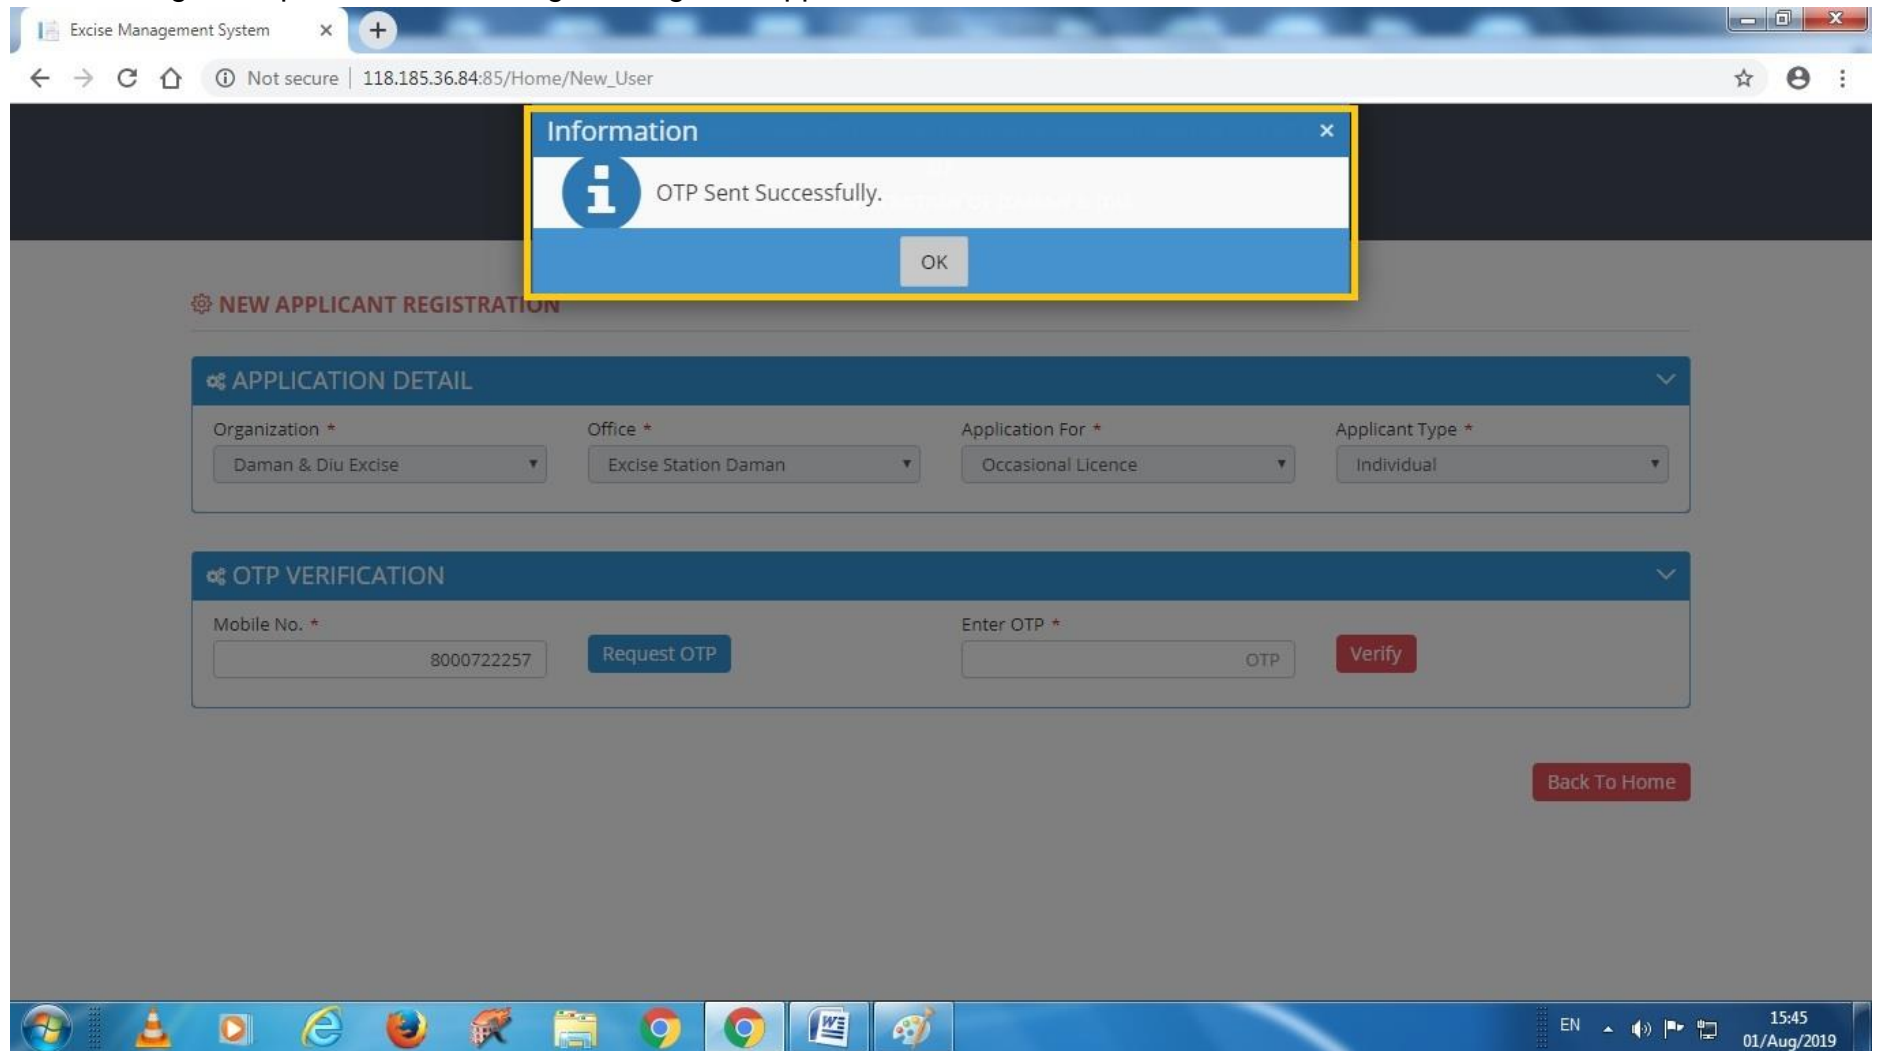 Excise Management System
Not secure | 118.185.36.84:85/Home/New_User
Information
OTP Sent Successfully.
OK
NEW APPLICANT REGISTRATION
APPLICATION DETAIL
Organization * Office * Application For * Applicant Type *
Daman & Diu Excise Excise Station Daman Occasional Licence Individual
OTP VERIFICATION
Mobile No. * Enter OTP *
8000722257 Request OTP OTP Verify
Back To Home
EN 15:45
01/Aug/2019